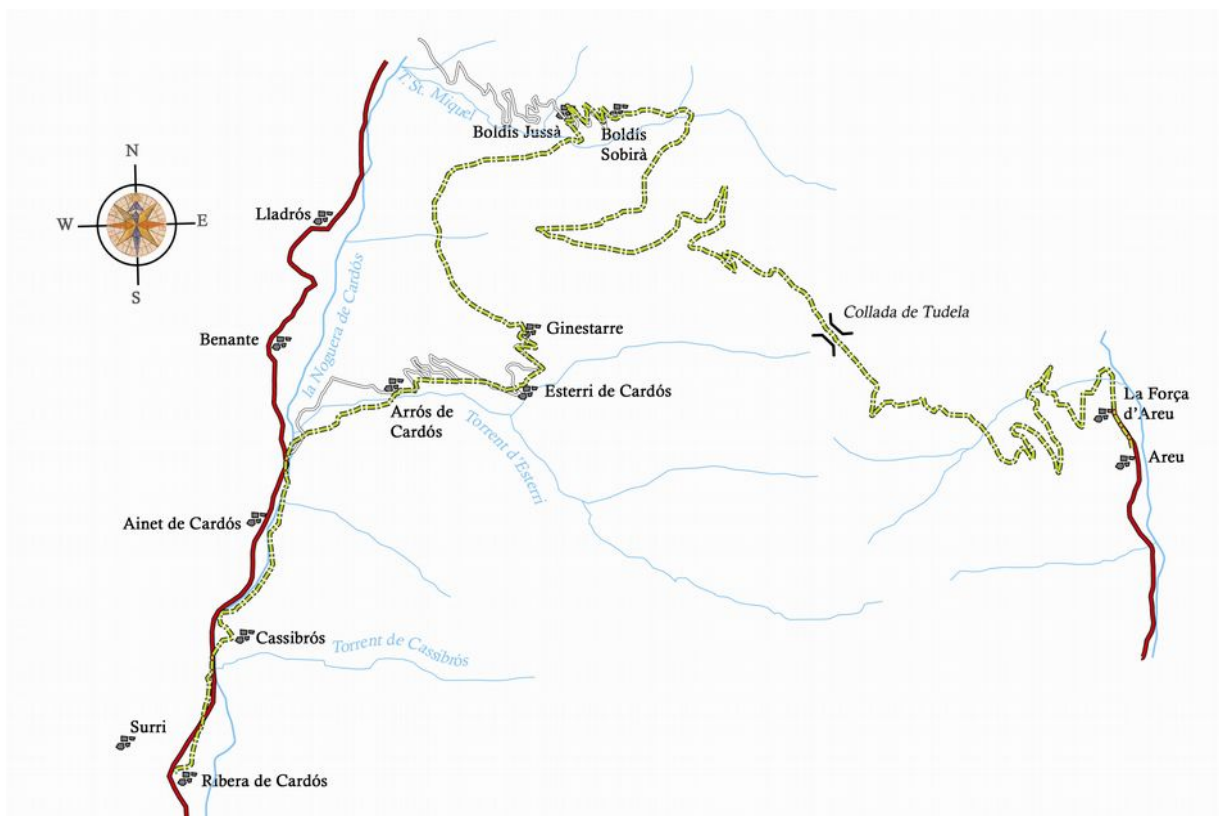 T. St. Miquel
Boldís Jussà
Boldís
Sobirà
N
W
E
S
Lladrós
la Noguera de Cardós
Collada de Tudela
Benante
Ginestarre
Esterri de Cardós
Arrós de
Cardós
La Força
d'Areu
Torrent d'Esterri
Areu
Ainet de Cardós
Cassibrós
Torrent de Cassibrós
Surri
Ribera de Cardós